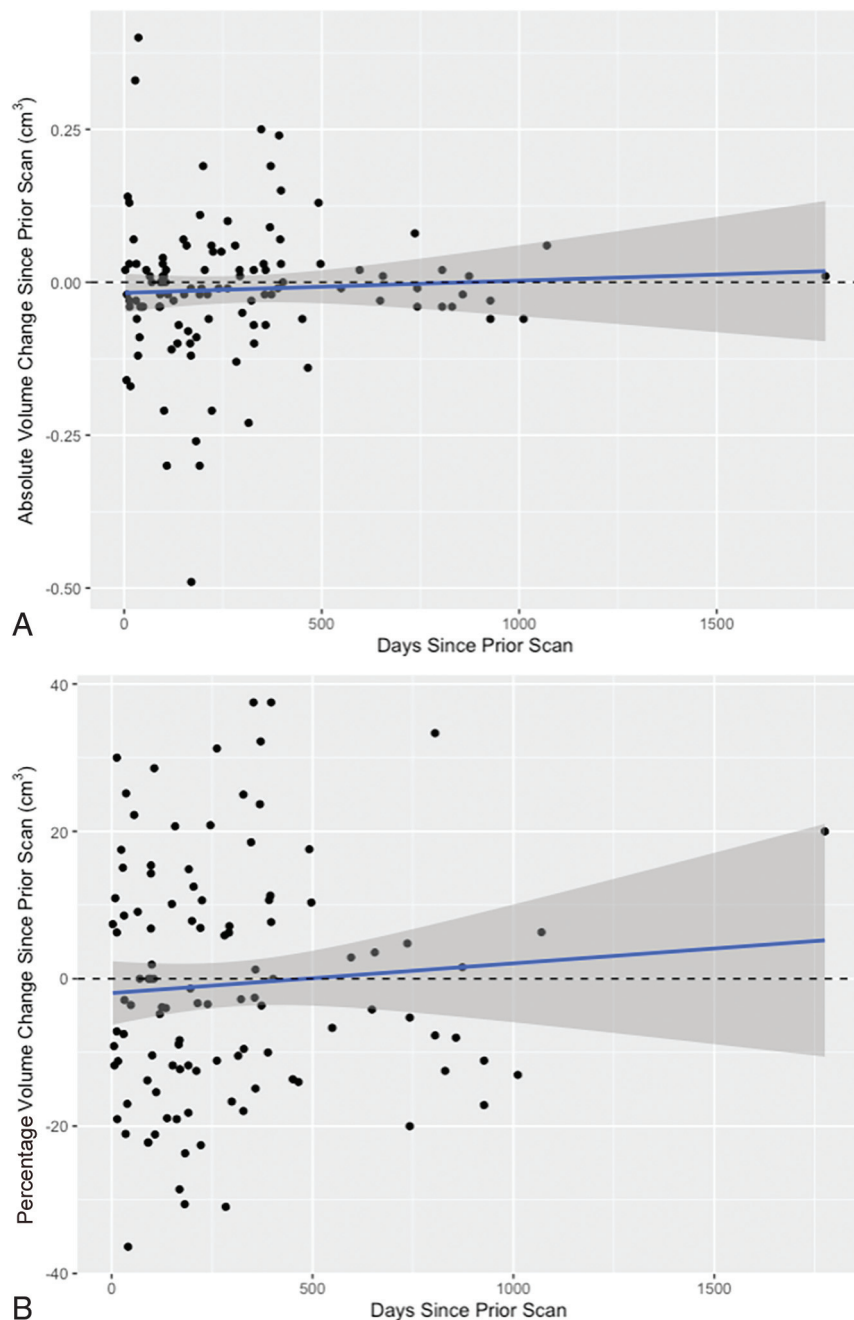 Absolute Volume Change Since Prior Scan (cm³)
0.25
0.00
-0.25
-0.50
0
500
1000
1500
Days Since Prior Scan
A
Percentage Volume Change Since Prior Scan (cm³)
40
20
0
-20
-40
0
500
1000
1500
Days Since Prior Scan
B